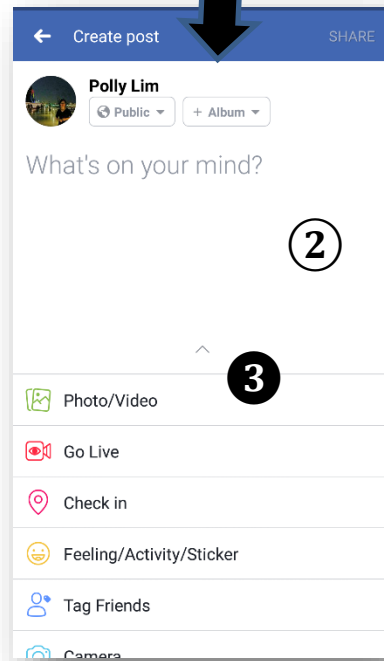 Create post SHARE
Polly Lim
Public + Album
What's on your mind?
②
❸
Photo/Video
Go Live
Check in
Feeling/Activity/Sticker
Tag Friends
Camera